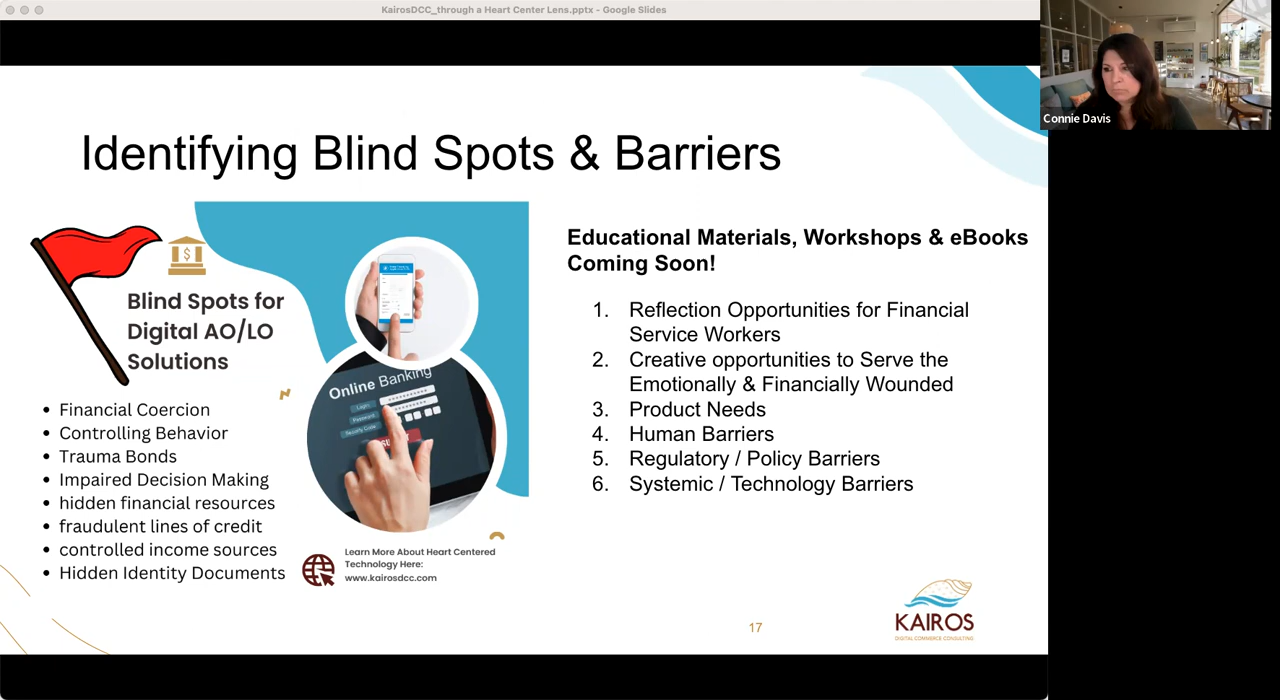 KairosDCC_through a Heart Center Lens.pptx - Google Slides
Connie Davis
Identifying Blind Spots & Barriers
$
Blind Spots for
Digital AO/LO
Solutions
• Financial Coercion
• Controlling Behavior
• Trauma Bonds
• Impaired Decision Making
• hidden financial resources
• fraudulent lines of credit
• controlled income sources
• Hidden Identity Documents
Online Banking
Login
Password
Security Code
Learn More About Heart Centered
Technology Here:
www.kairosdcc.com
Educational Materials, Workshops & eBooks
Coming Soon!
1. Reflection Opportunities for Financial
Service Workers
2. Creative opportunities to Serve the
Emotionally & Financially Wounded
3. Product Needs
4. Human Barriers
5. Regulatory / Policy Barriers
6. Systemic / Technology Barriers
17
KAIROS
DIGITAL COMMERCE CONSULTING